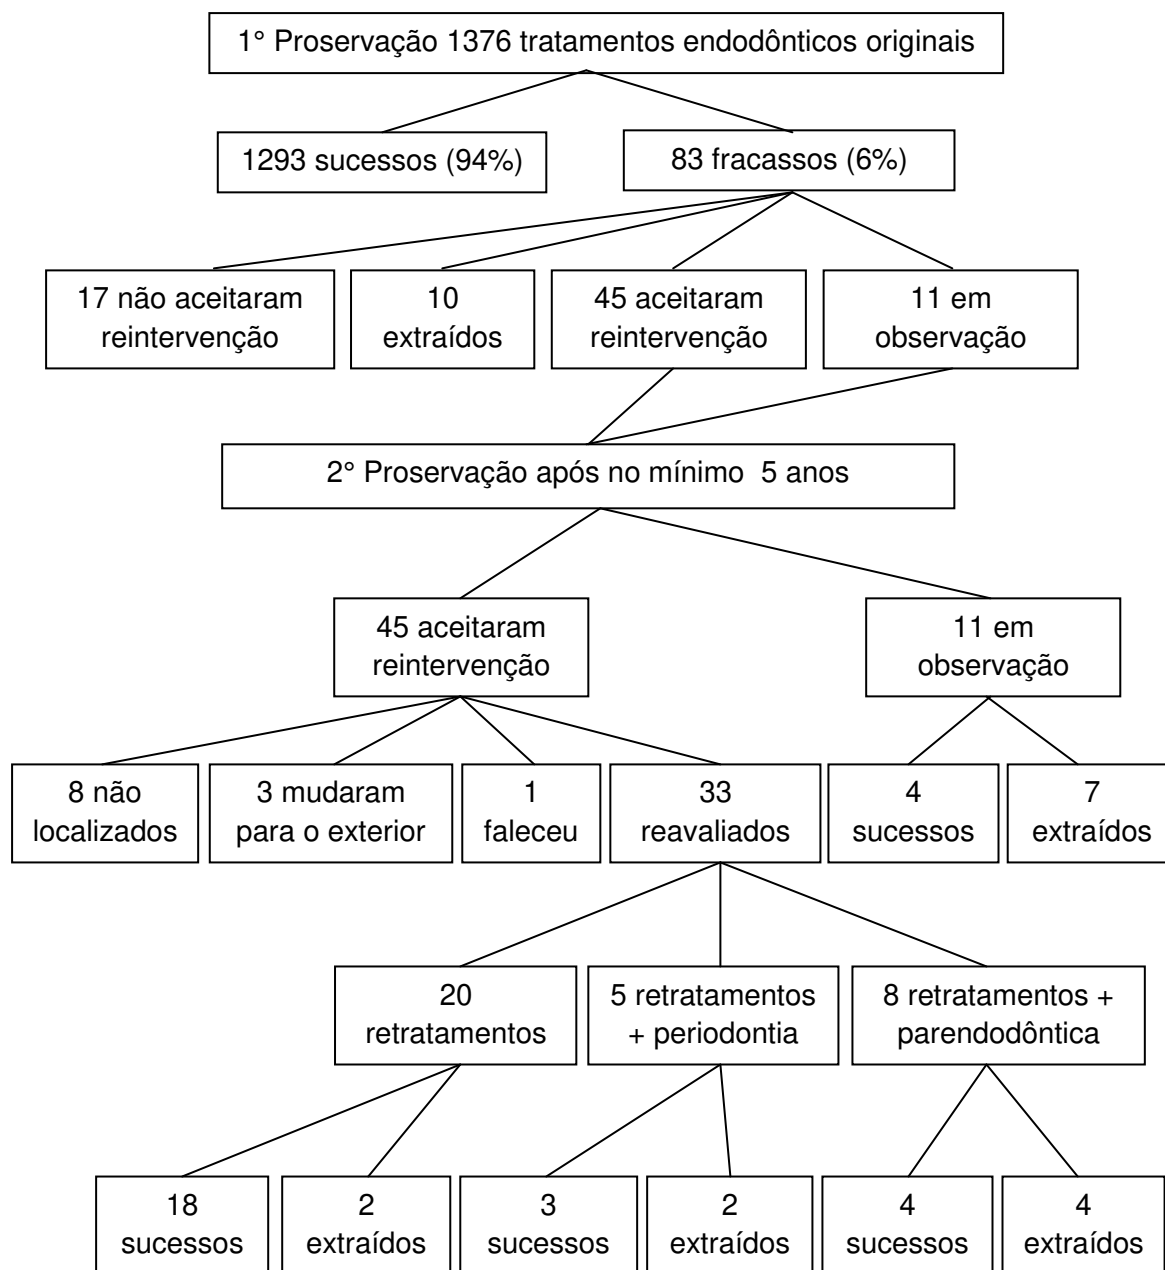 1° Proservação 1376 tratamentos endodônticos originais
1293 sucessos (94%)
83 fracassos (6%)
17 não aceitaram
reintervenção
10
extraídos
45 aceitaram
reintervenção
11 em
observação
2° Proservação após no mínimo  5 anos
45 aceitaram
reintervenção
11 em
observação
8 não
localizados
3 mudaram
para o exterior
1
faleceu
33
reavaliados
4
sucessos
7
extraídos
20
retratamentos
5 retratamentos
+ periodontia
8 retratamentos +
parendodôntica
18
sucessos
2
extraídos
3
sucessos
2
extraídos
4
sucessos
4
extraídos